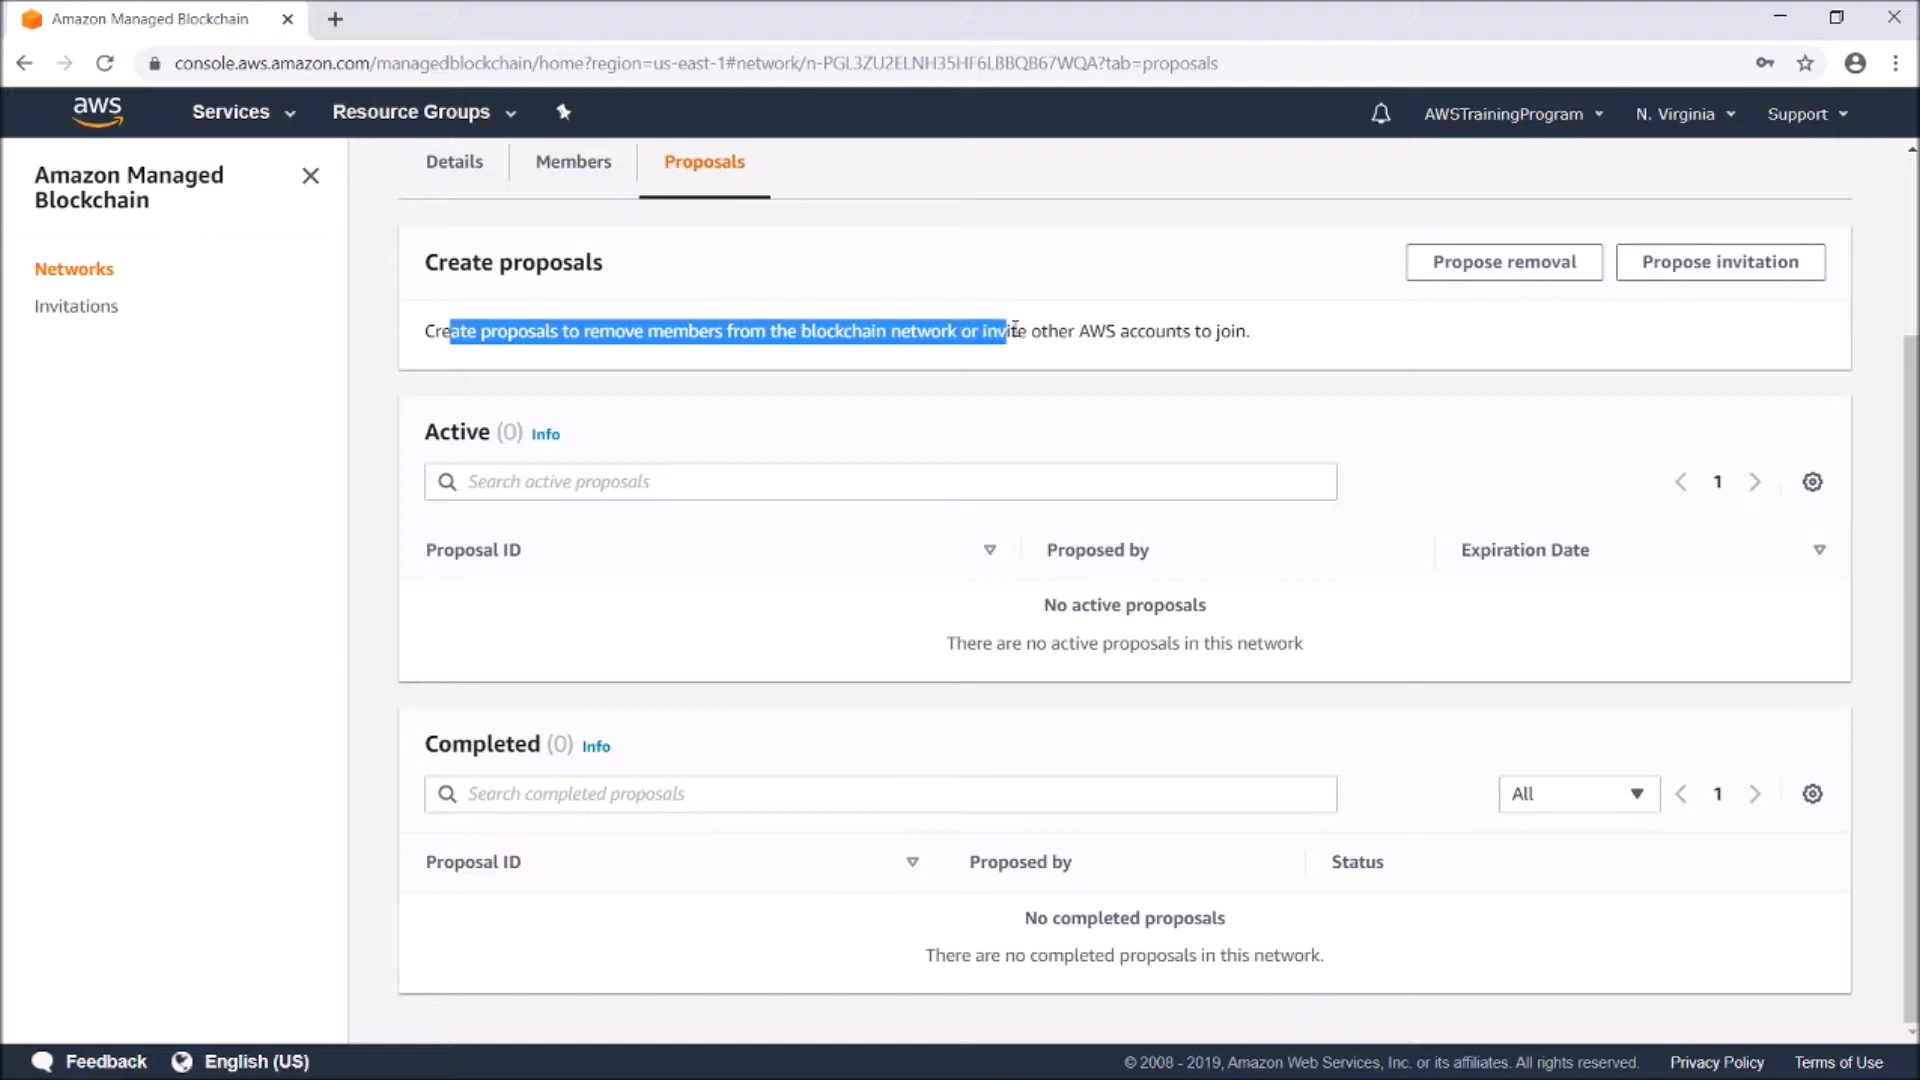 Amazon Managed Blockchain
console.aws.amazon.com/managedblockchain/home?region=us-east-1#network/n-PGL3ZU2ELNH35HF6LBBQB67WQA?tab=proposals
aws Services Resource Groups AWSTrainingProgram N. Virginia Support
Amazon Managed
Blockchain
Networks
Invitations
Details Members Proposals
Create proposals Propose removal Propose invitation
Create proposals to remove members from the blockchain network or invite other AWS accounts to join.
Active (0) Info
Search active proposals 1
Proposal ID Proposed by Expiration Date
No active proposals
There are no active proposals in this network
Completed (0) Info
Search completed proposals All 1
Proposal ID Proposed by Status
No completed proposals
There are no completed proposals in this network.
Feedback English (US) © 2008 - 2019, Amazon Web Services, Inc. or its affiliates. All rights reserved. Privacy Policy Terms of Use